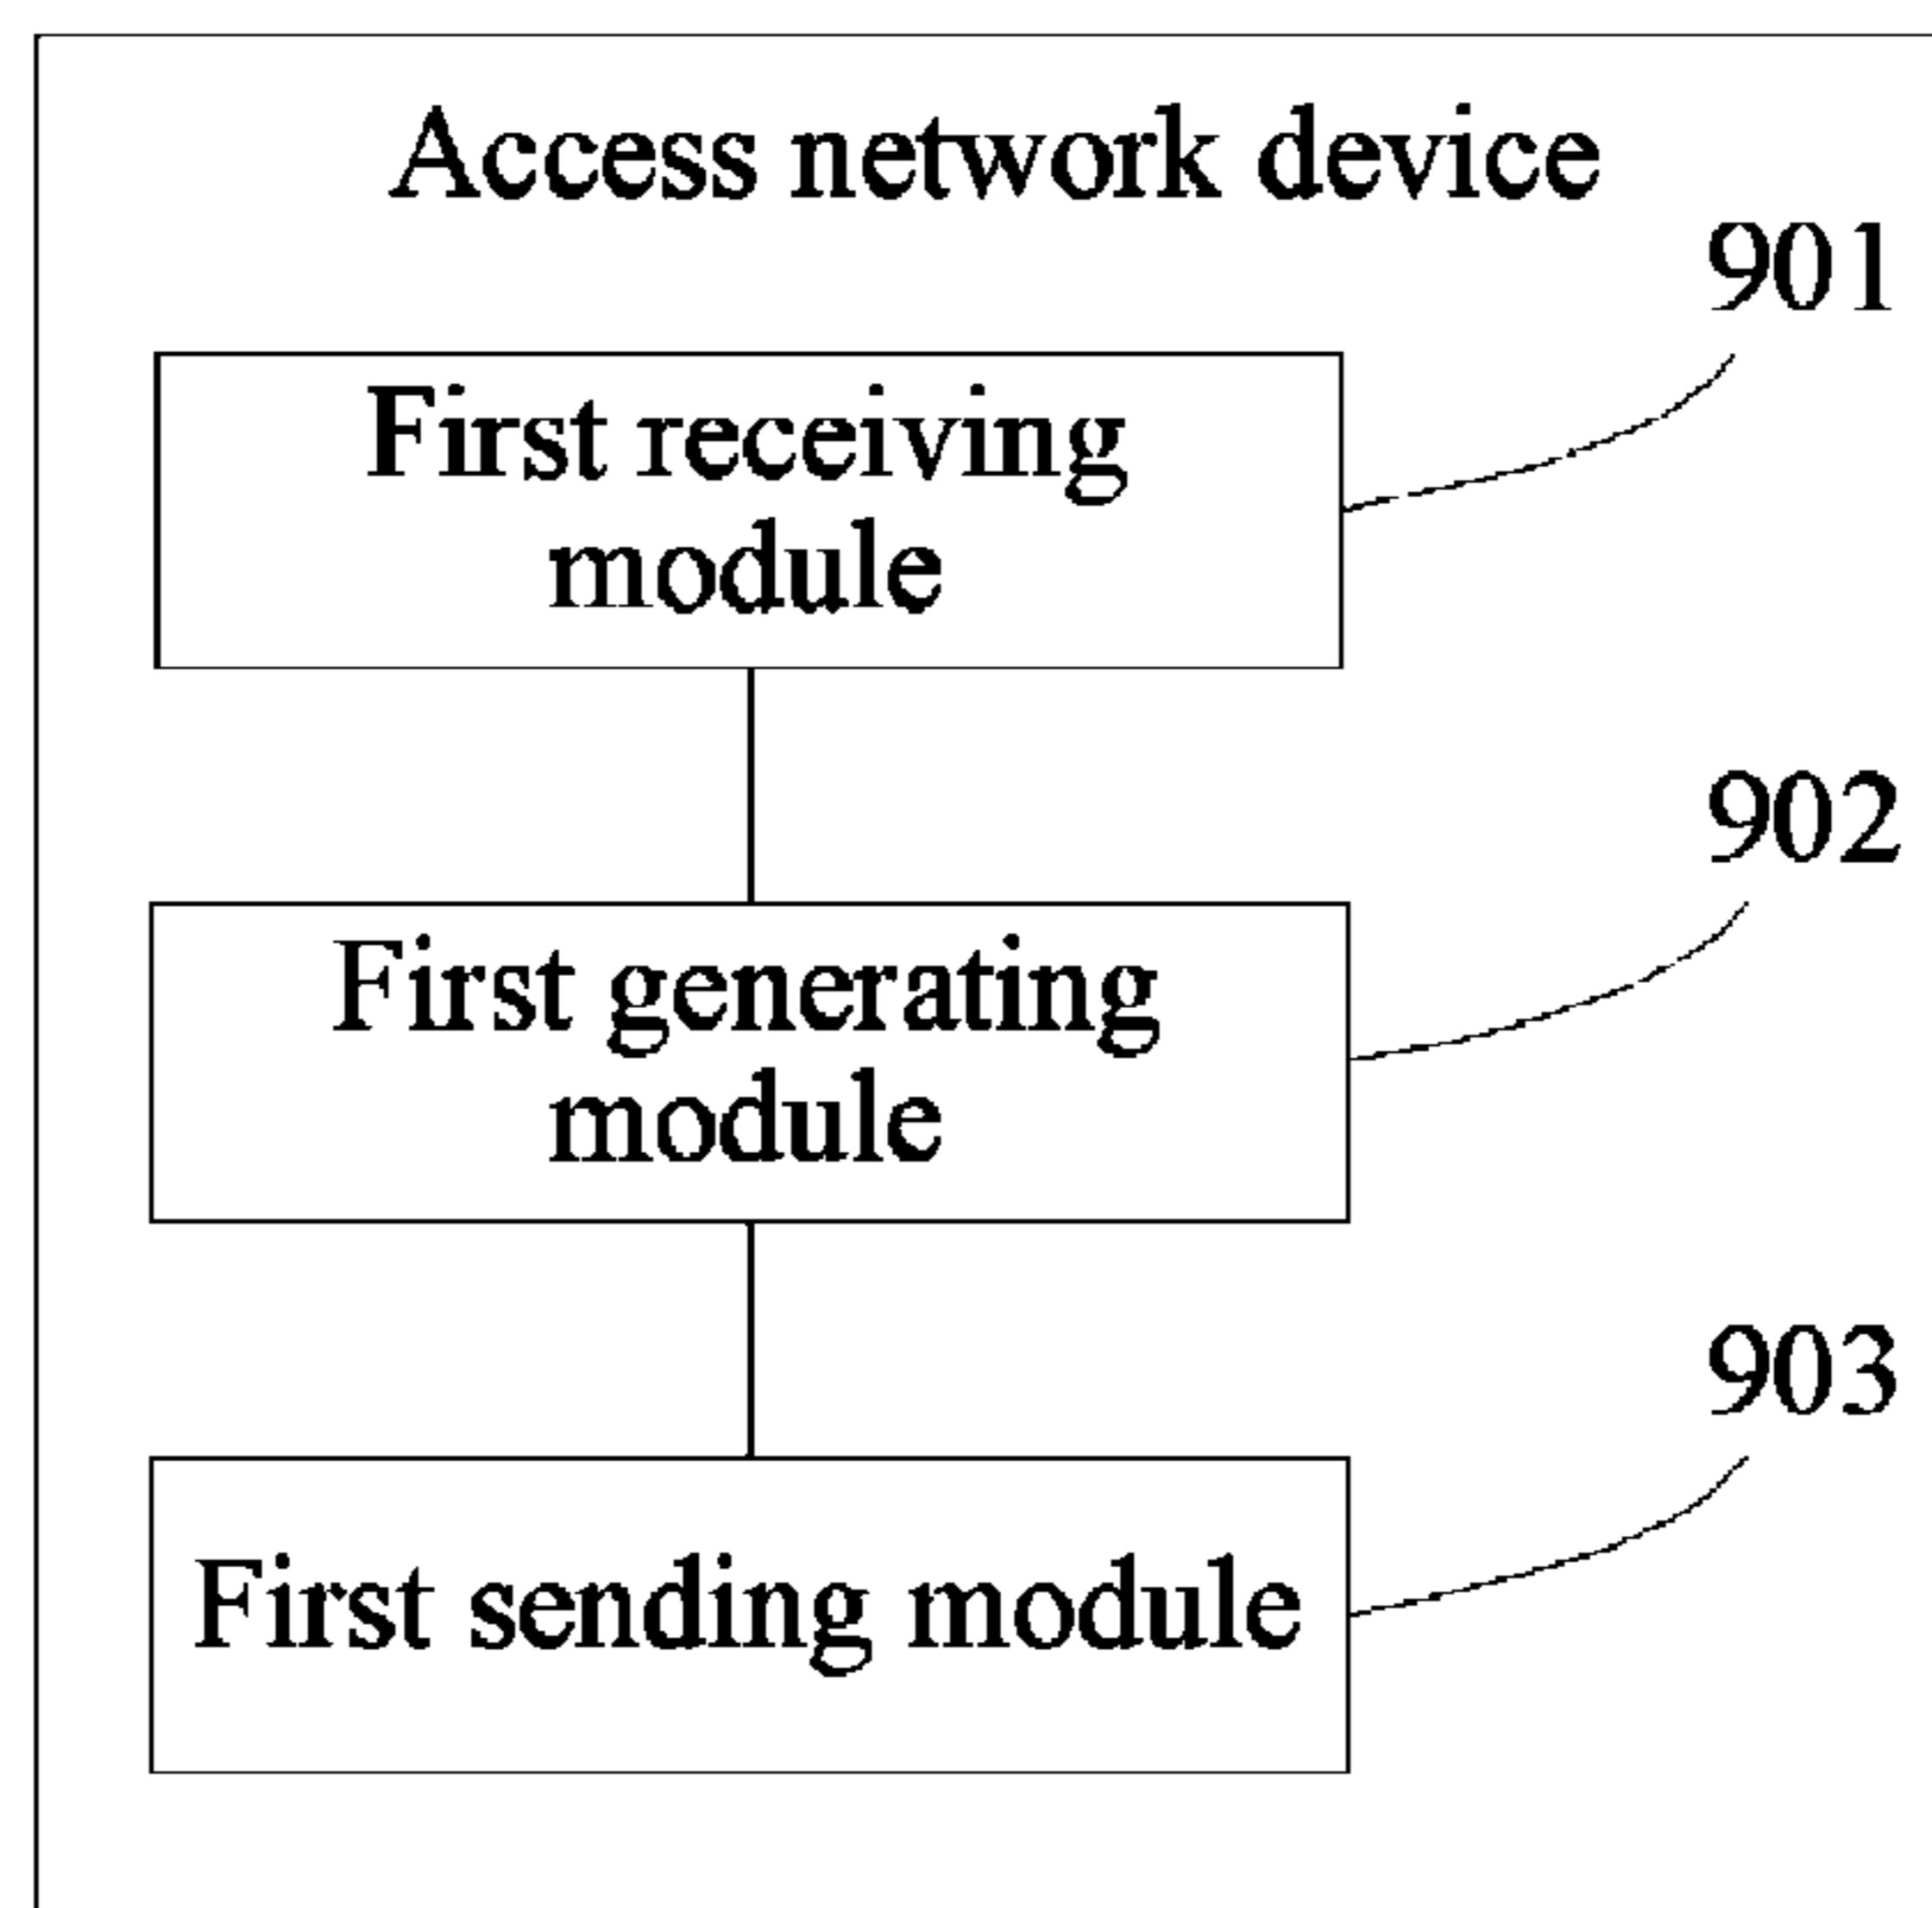 Access network device
901
First receiving
module
902
First generating
module
903
First sending module